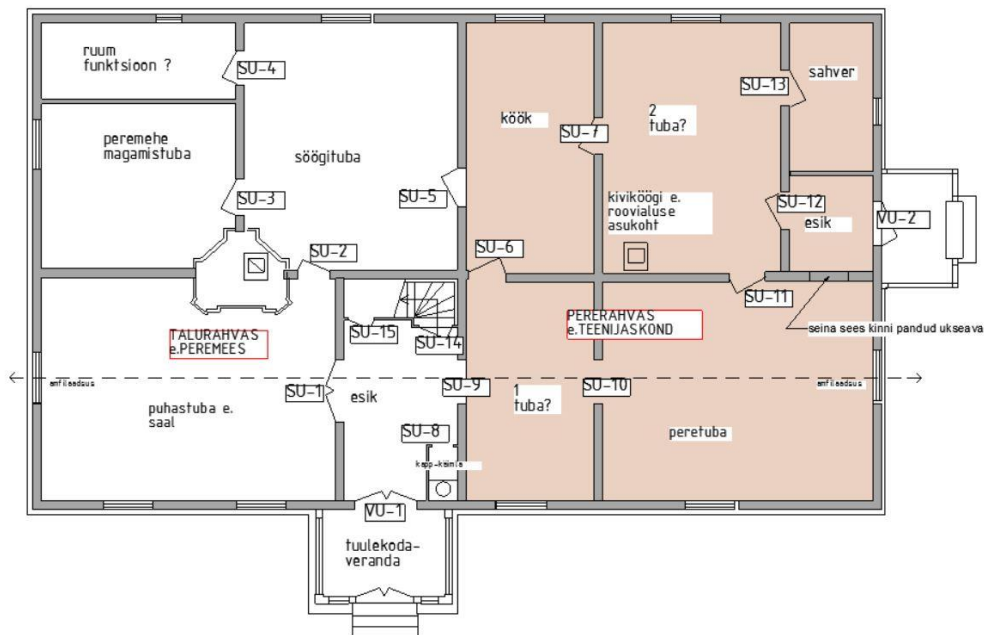 ruum
funktsioon ?
SU-4
peremehe
magamistuba
söögituba
SU-3
SU-5
SU-2
köök
SU-7
2
tuba?
SU-13
sahver
kiviköögi e.
roovialuse
asukoht
SU-12
esik
VU-2
SU-6
SU-11
seina sees kinni pandud ukseava
TALURAHVAS
e.PEREMEES
SU-15
SU-14
PERERAHVAS
e.TEENIJASKOND
anfilaadsus
SU-1
esik
SU-9
1
tuba?
SU-10
anfilaadsus
puhastuba e.
saal
SU-8
kapp-käimla
peretuba
VU-1
tuulekoda-
veranda